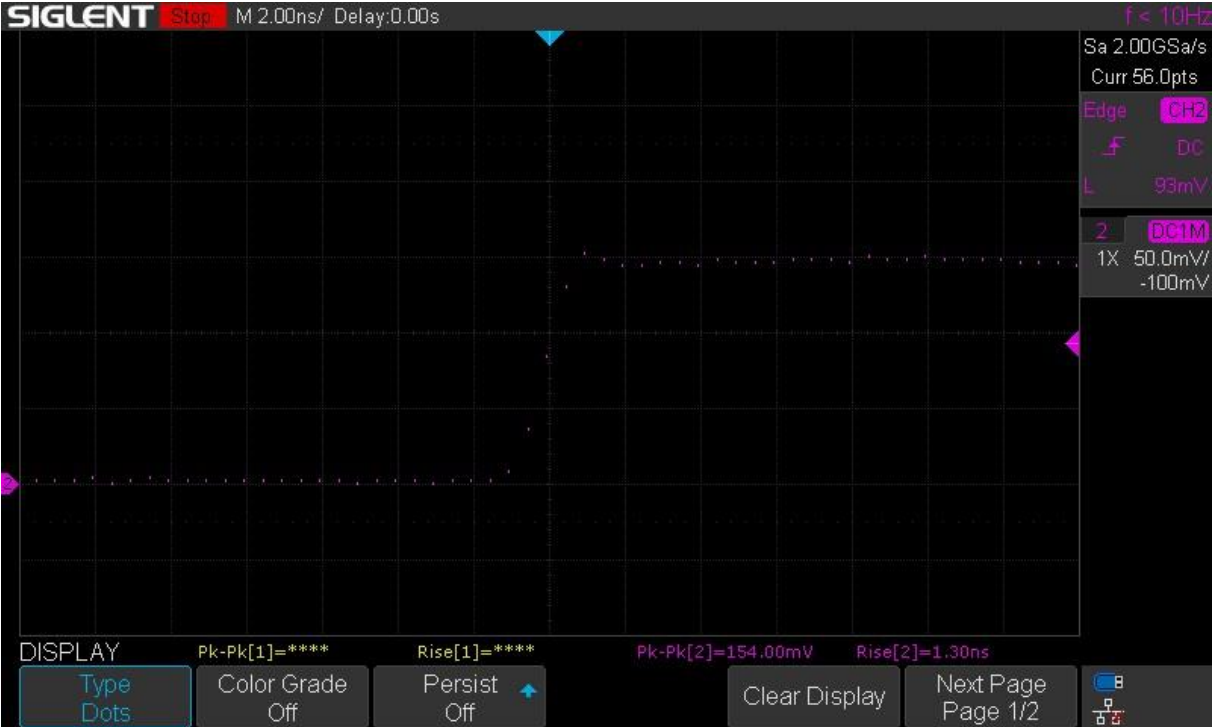 SIGLENT Stop M 2.00ns/ Delay:0.00s f < 10Hz
Sa 2.00GSa/s
Curr 56.0pts
Edge CH2
DC
L 93mV
2 DC1M
1X 50.0mV/
-100mV
2
DISPLAY Pk-Pk[1]=**** Rise[1]=**** Pk-Pk[2]=154.00mV Rise[2]=1.30ns
Type
Dots
Color Grade
Off
Persist
Off
Clear Display
Next Page
Page 1/2